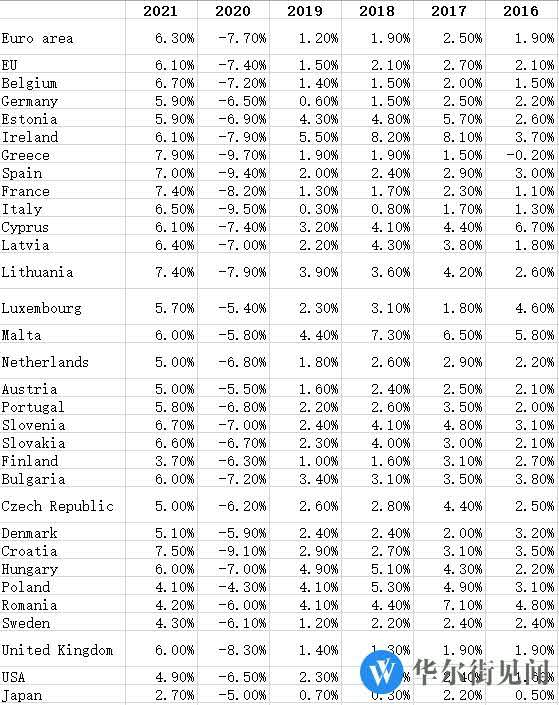 2021 2020 2019 2018 2017 2016
Euro area 6.30% -7.70% 1.20% 1.90% 2.50% 1.90%
EU 6.10% -7.40% 1.50% 2.10% 2.70% 2.10%
Belgium 6.70% -7.20% 1.40% 1.50% 2.00% 1.50%
Germany 5.90% -6.50% 0.60% 1.50% 2.50% 2.20%
Estonia 5.90% -6.90% 4.30% 4.80% 5.70% 2.60%
Ireland 6.10% -7.90% 5.50% 8.20% 8.10% 3.70%
Greece 7.90% -9.70% 1.90% 1.90% 1.50% -0.20%
Spain 7.00% -9.40% 2.00% 2.40% 2.90% 3.00%
France 7.40% -8.20% 1.30% 1.70% 2.30% 1.10%
Italy 6.50% -9.50% 0.30% 0.80% 1.70% 1.30%
Cyprus 6.10% -7.40% 3.20% 4.10% 4.40% 6.70%
Latvia 6.40% -7.00% 2.20% 4.30% 3.80% 1.80%
Lithuania 7.40% -7.90% 3.90% 3.60% 4.20% 2.60%
Luxembourg 5.70% -5.40% 2.30% 3.10% 1.80% 4.60%
Malta 6.00% -5.80% 4.40% 7.30% 6.50% 5.80%
Netherlands 5.00% -6.80% 1.80% 2.60% 2.90% 2.20%
Austria 5.00% -5.50% 1.60% 2.40% 2.50% 2.10%
Portugal 5.80% -6.80% 2.20% 2.60% 3.50% 2.00%
Slovenia 6.70% -7.00% 2.40% 4.10% 4.80% 3.10%
Slovakia 6.60% -6.70% 2.30% 4.00% 3.00% 2.10%
Finland 3.70% -6.30% 1.00% 1.60% 3.10% 2.70%
Bulgaria 6.00% -7.20% 3.40% 3.10% 3.50% 3.80%
Czech Republic 5.00% -6.20% 2.60% 2.80% 4.40% 2.50%
Denmark 5.10% -5.90% 2.40% 2.40% 2.00% 3.20%
Croatia 7.50% -9.10% 2.90% 2.70% 3.10% 3.50%
Hungary 6.00% -7.00% 4.90% 5.10% 4.30% 2.20%
Poland 4.10% -4.30% 4.10% 5.30% 4.90% 3.10%
Romania 4.20% -6.00% 4.10% 4.40% 7.10% 4.80%
Sweden 4.30% -6.10% 1.20% 2.20% 2.40% 2.40%
United Kingdom 6.00% -8.30% 1.40% 1.30% 1.90% 1.90%
USA 4.90% -6.50% 2.30%
Japan 2.70% -5.00% 0.70% 0.30% 2.20% 0.50%
W 华尔街见闻